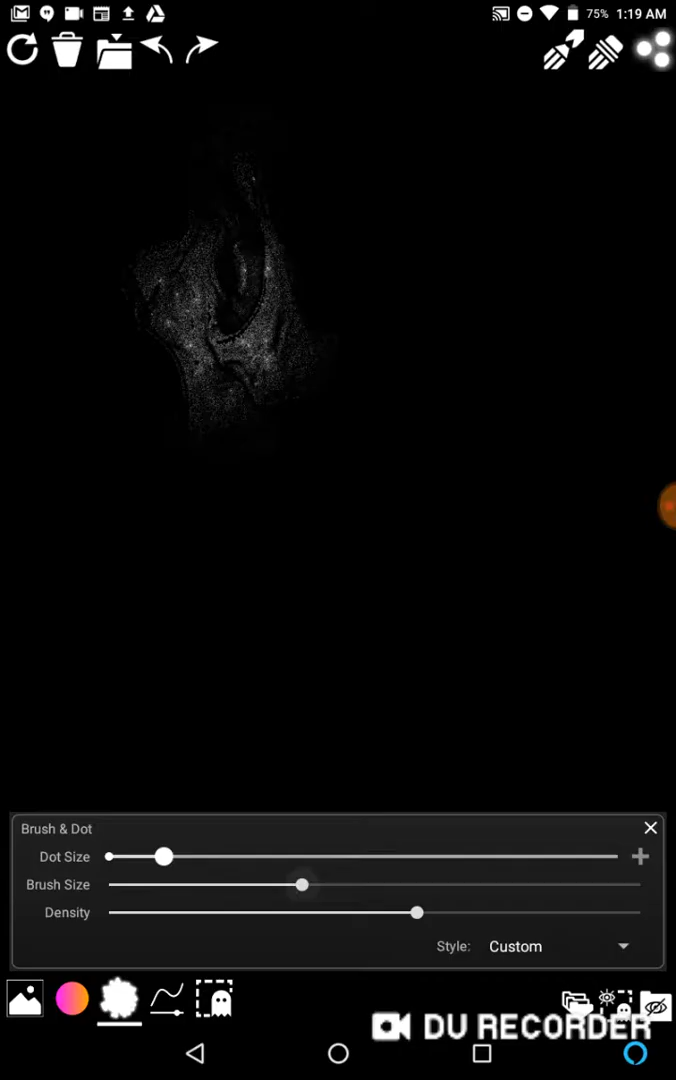 75% 1:19 AM
Brush & Dot
Dot Size
Brush Size
Density
Style: Custom
DU RECORDER